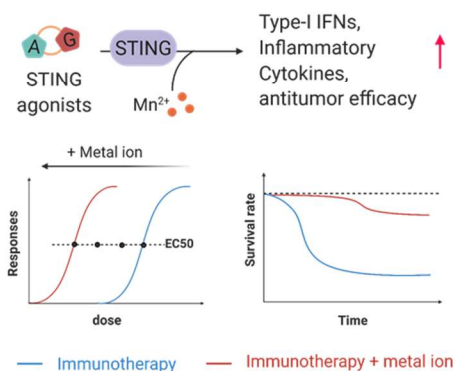 A G
STING
agonists
STING
Mn²⁺
Type-I IFNs,
Inflammatory
Cytokines,
antitumor efficacy
+ Metal ion
Responses
EC50
dose
Survival rate
Time
Immunotherapy
Immunotherapy + metal ion